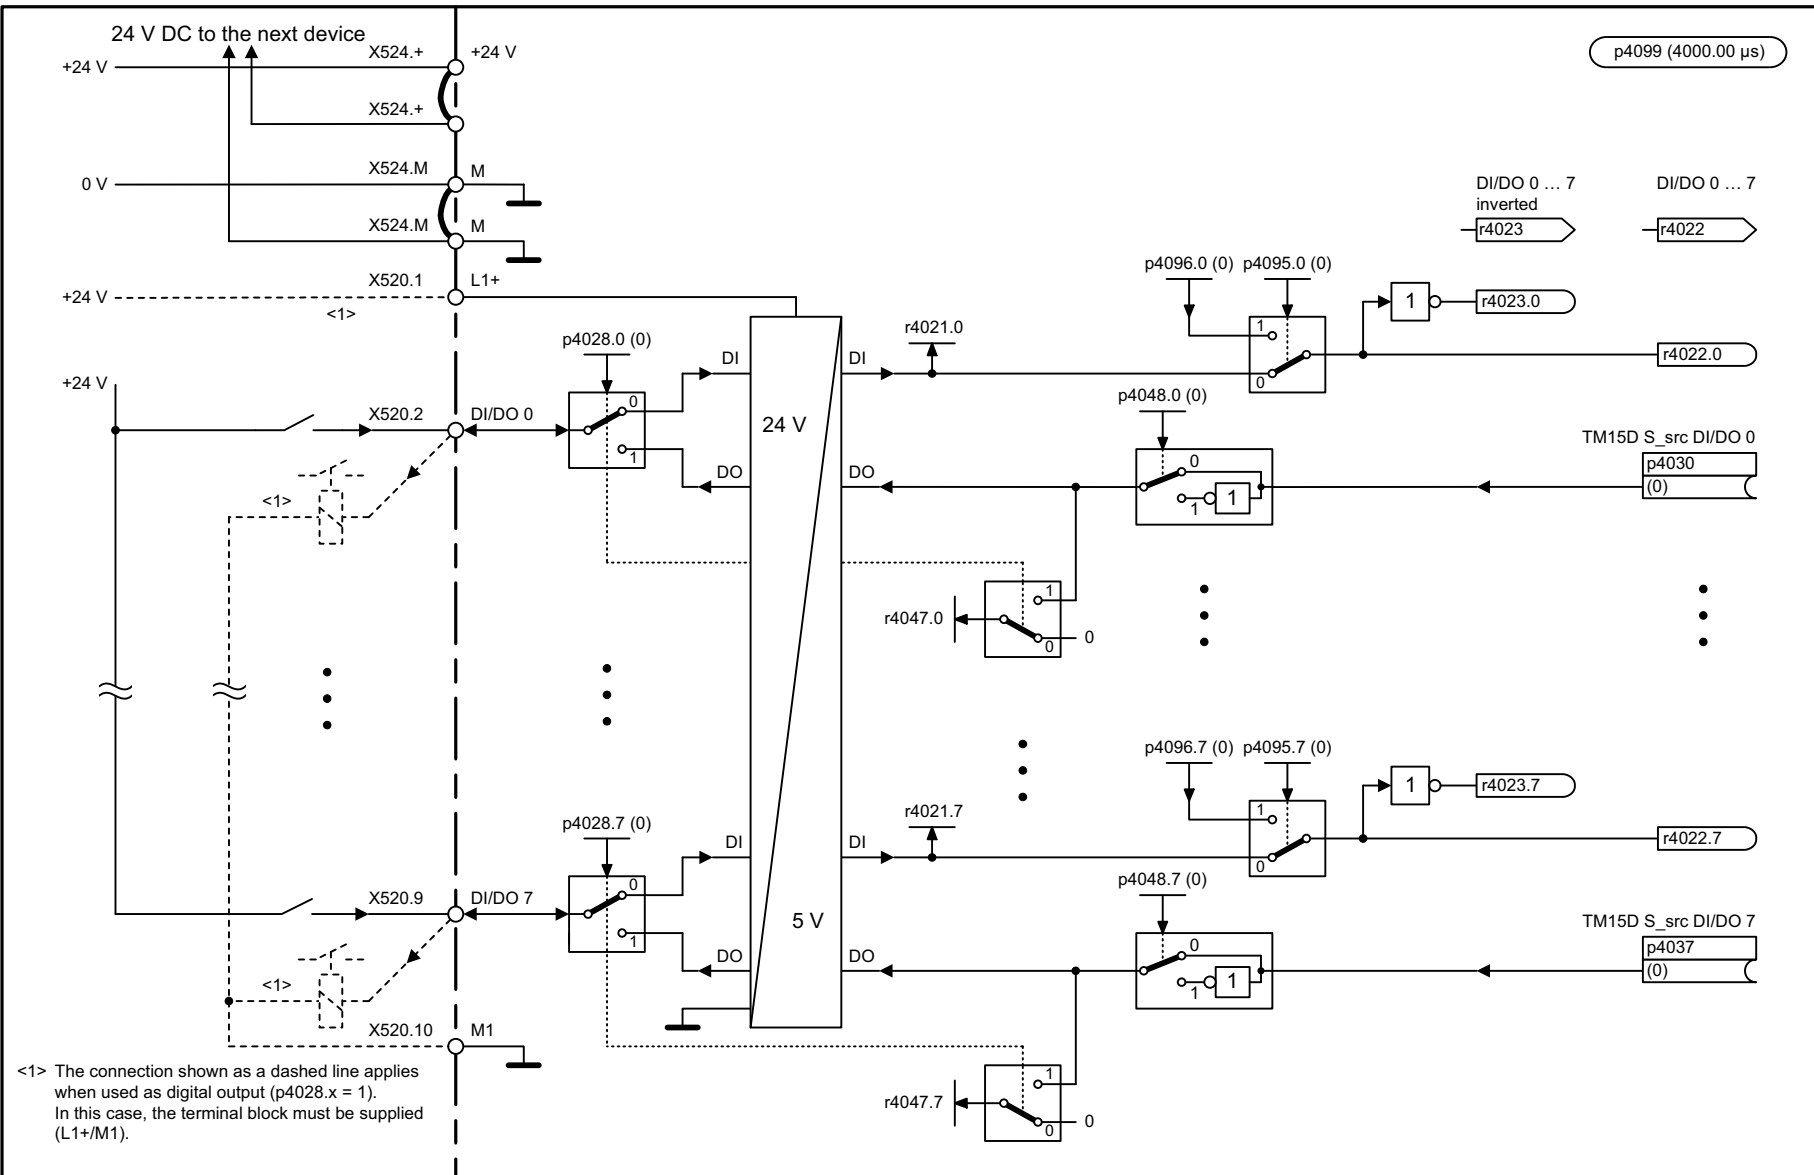 24 V DC to the next device
X524.+
+24 V
+24 V
p4099 (4000.00 µs)
X524.+
X524.M
M
0 V
DI/DO 0 … 7
inverted
DI/DO 0 … 7
X524.M
M
r4023
r4022
X520.1
L1+
+24 V
<1>
p4096.0 (0)
p4095.0 (0)
1
r4023.0
r4021.0
1
0
r4022.0
p4028.0 (0)
DI
DI
+24 V
0
1
X520.2
DI/DO 0
24 V
p4048.0 (0)
TM15D S_src DI/DO 0
p4030
(0)
DO
DO
0
1
1
<1>
1
0
0
r4047.0
p4096.7 (0)
p4095.7 (0)
1
r4023.7
r4021.7
1
0
r4022.7
p4028.7 (0)
DI
DI
0
1
X520.9
DI/DO 7
5 V
p4048.7 (0)
TM15D S_src DI/DO 7
p4037
(0)
DO
DO
0
1
1
<1>
X520.10
M1
1
0
0
r4047.7
<1> The connection shown as a dashed line applies
when used as digital output (p4028.x = 1).
In this case, the terminal block must be supplied
(L1+/M1).